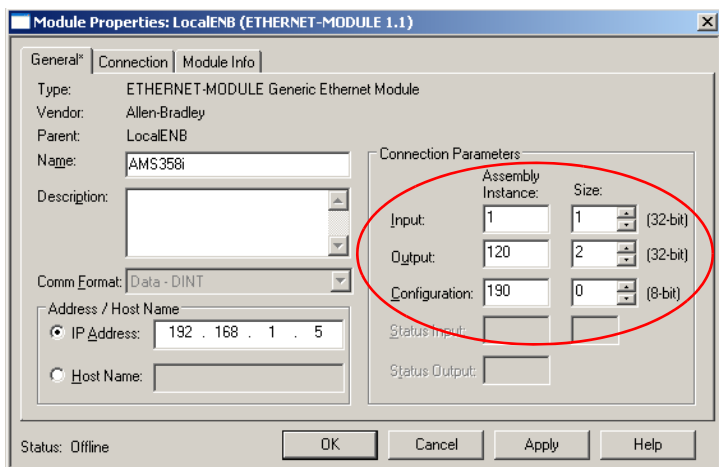 Module Properties: LocalENB (ETHERNET-MODULE 1.1)
General* Connection Module Info
Type: ETHERNET-MODULE Generic Ethernet Module
Vendor: Allen-Bradley
Parent: LocalENB
Name: AMS358i
Description:
Comm Format: Data - DINT
Address / Host Name
IP Address: 192 . 168 . 1 . 5
Host Name:
Connection Parameters
Assembly
Instance: Size:
Input: 1 1 (32-bit)
Output: 120 2 (32-bit)
Configuration: 190 0 (8-bit)
Status Input:
Status Output:
Status: Offline
OK Cancel Apply Help